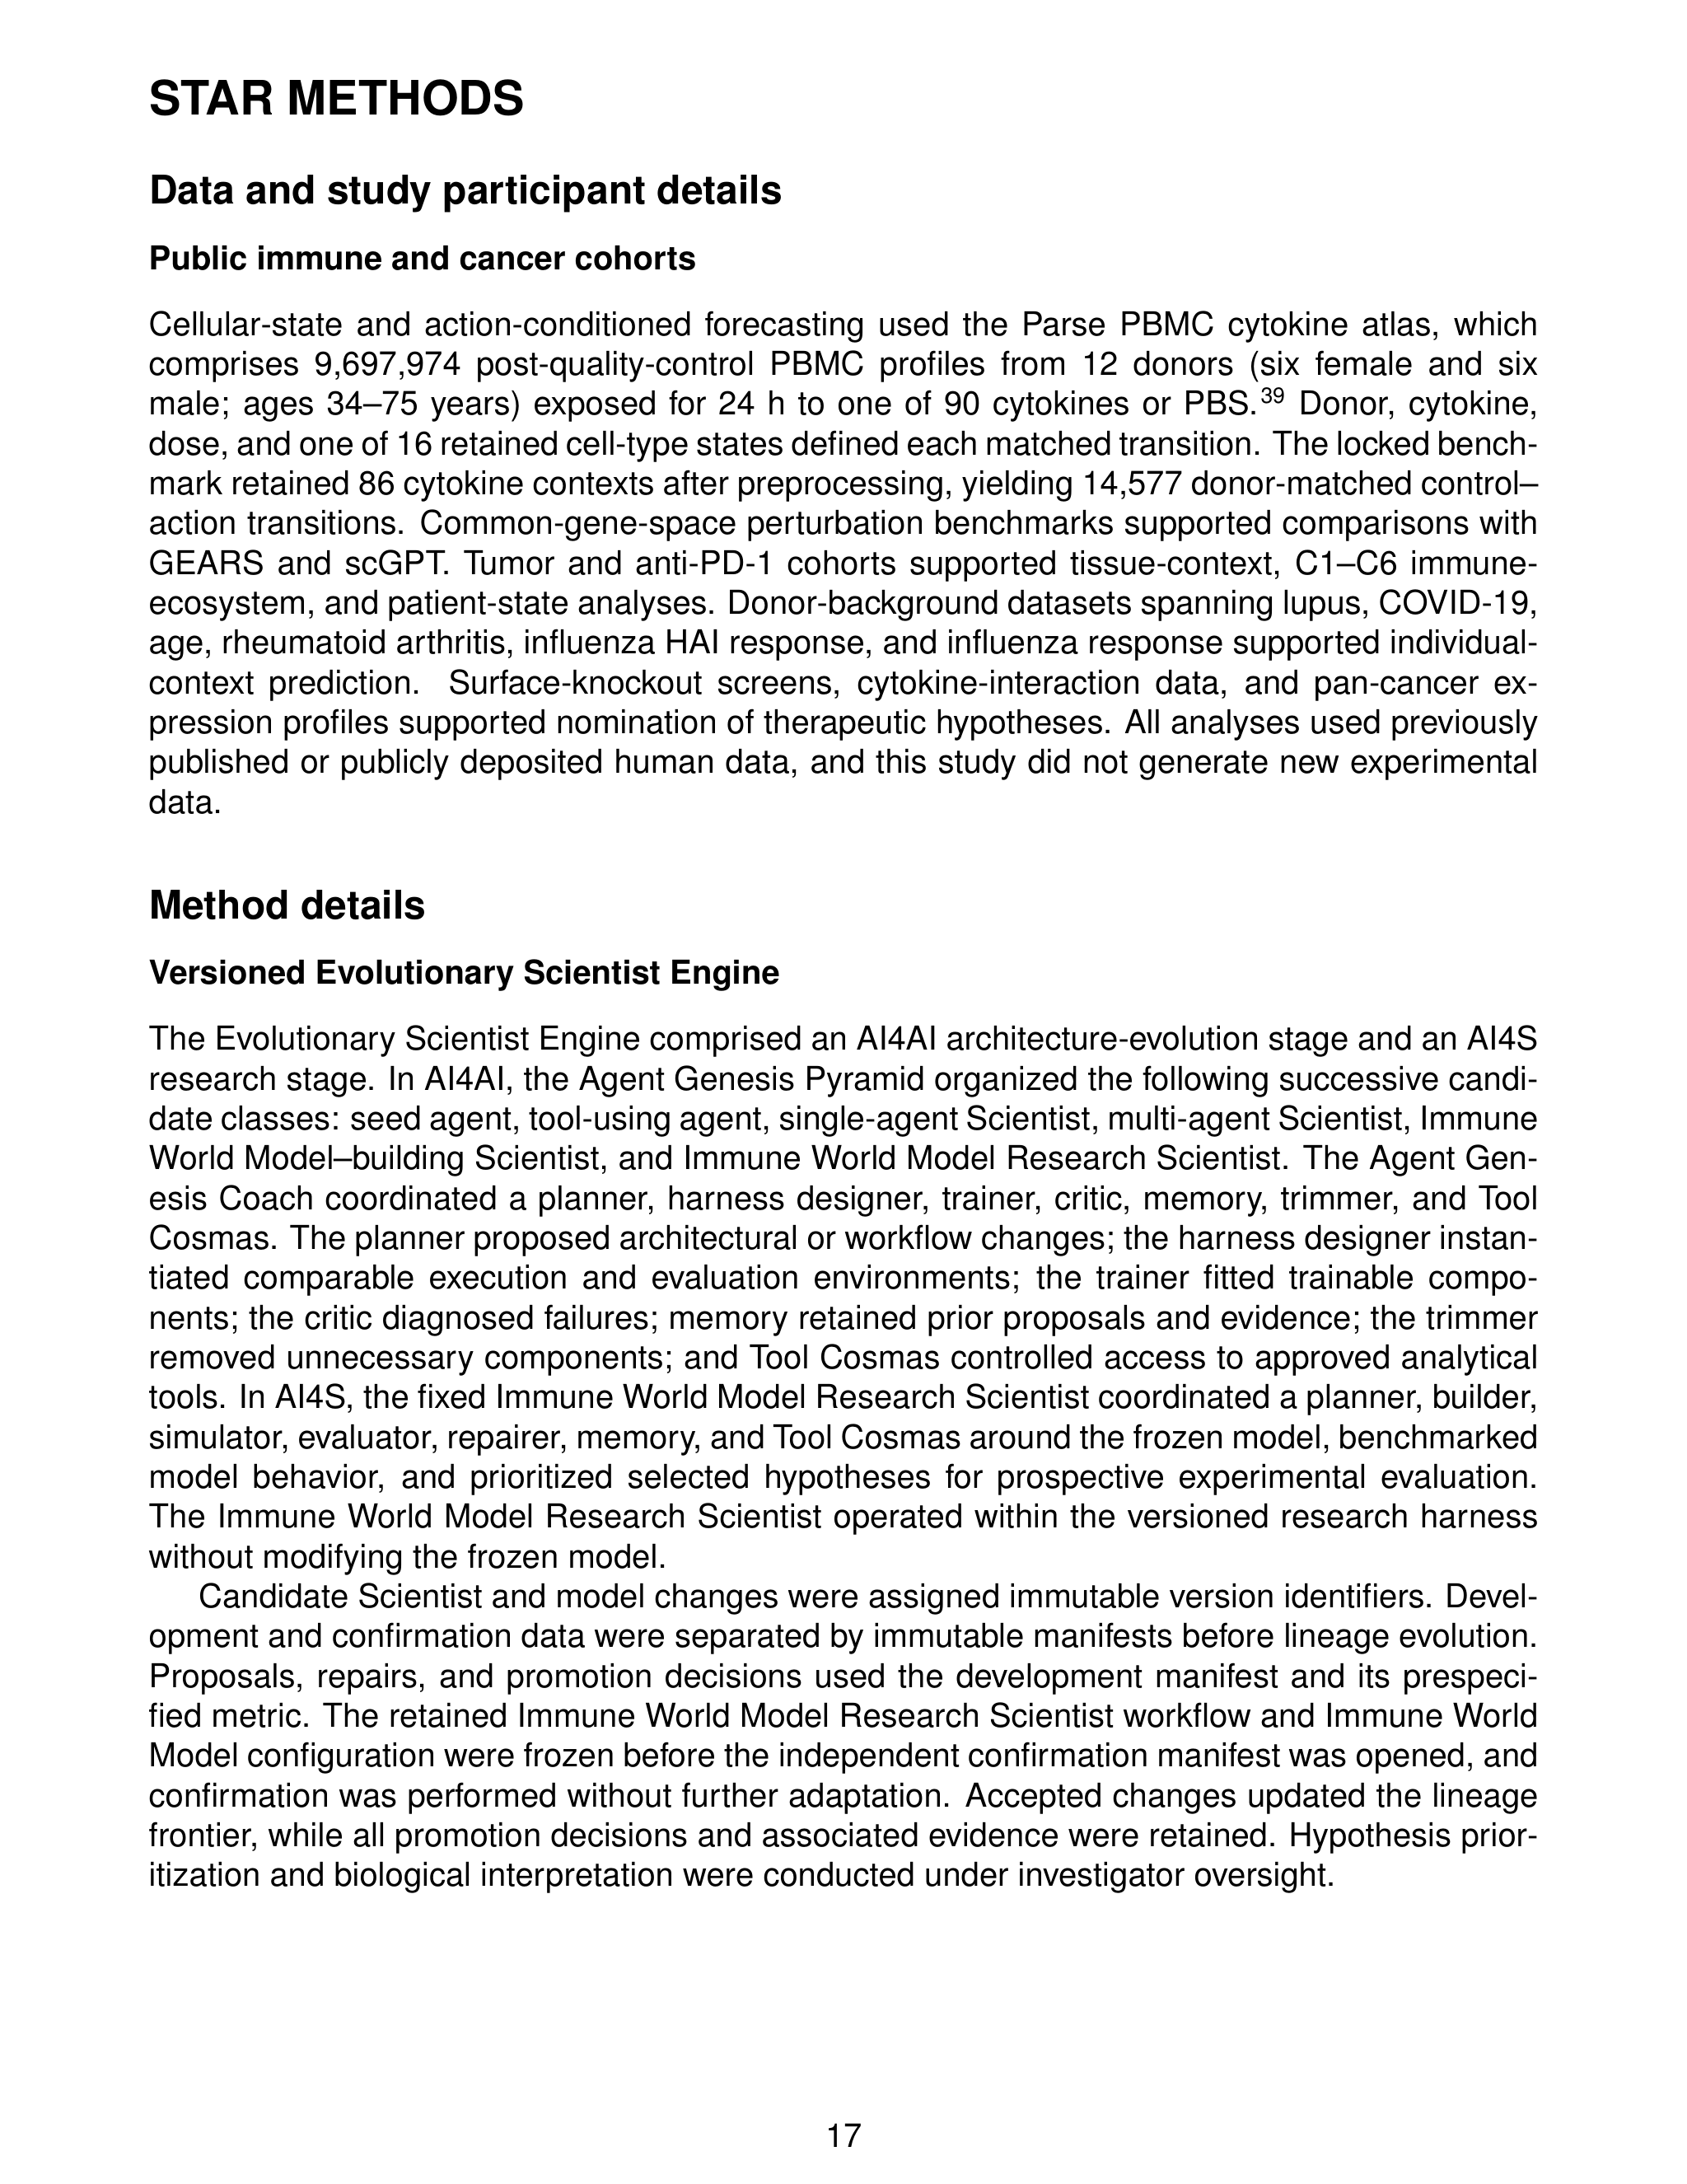 STAR METHODS
Data and study participant details
Public immune and cancer cohorts
Cellular-state and action-conditioned forecasting used the Parse PBMC cytokine atlas, which
comprises 9,697,974 post-quality-control PBMC profiles from 12 donors (six female and six
male; ages 34–75 years) exposed for 24 h to one of 90 cytokines or PBS.39 Donor, cytokine,
dose, and one of 16 retained cell-type states defined each matched transition. The locked bench-
mark retained 86 cytokine contexts after preprocessing, yielding 14,577 donor-matched control–
action transitions. Common-gene-space perturbation benchmarks supported comparisons with
GEARS and scGPT. Tumor and anti-PD-1 cohorts supported tissue-context, C1–C6 immune-
ecosystem, and patient-state analyses. Donor-background datasets spanning lupus, COVID-19,
age, rheumatoid arthritis, influenza HAI response, and influenza response supported individual-
context prediction. Surface-knockout screens, cytokine-interaction data, and pan-cancer ex-
pression profiles supported nomination of therapeutic hypotheses. All analyses used previously
published or publicly deposited human data, and this study did not generate new experimental
data.
Method details
Versioned Evolutionary Scientist Engine
The Evolutionary Scientist Engine comprised an AI4AI architecture-evolution stage and an AI4S
research stage. In AI4AI, the Agent Genesis Pyramid organized the following successive candi-
date classes: seed agent, tool-using agent, single-agent Scientist, multi-agent Scientist, Immune
World Model–building Scientist, and Immune World Model Research Scientist. The Agent Gen-
esis Coach coordinated a planner, harness designer, trainer, critic, memory, trimmer, and Tool
Cosmas. The planner proposed architectural or workflow changes; the harness designer instan-
tiated comparable execution and evaluation environments; the trainer fitted trainable compo-
nents; the critic diagnosed failures; memory retained prior proposals and evidence; the trimmer
removed unnecessary components; and Tool Cosmas controlled access to approved analytical
tools. In AI4S, the fixed Immune World Model Research Scientist coordinated a planner, builder,
simulator, evaluator, repairer, memory, and Tool Cosmas around the frozen model, benchmarked
model behavior, and prioritized selected hypotheses for prospective experimental evaluation.
The Immune World Model Research Scientist operated within the versioned research harness
without modifying the frozen model.
Candidate Scientist and model changes were assigned immutable version identifiers. Devel-
opment and confirmation data were separated by immutable manifests before lineage evolution.
Proposals, repairs, and promotion decisions used the development manifest and its prespeci-
fied metric. The retained Immune World Model Research Scientist workflow and Immune World
Model configuration were frozen before the independent confirmation manifest was opened, and
confirmation was performed without further adaptation. Accepted changes updated the lineage
frontier, while all promotion decisions and associated evidence were retained. Hypothesis prior-
itization and biological interpretation were conducted under investigator oversight.
17